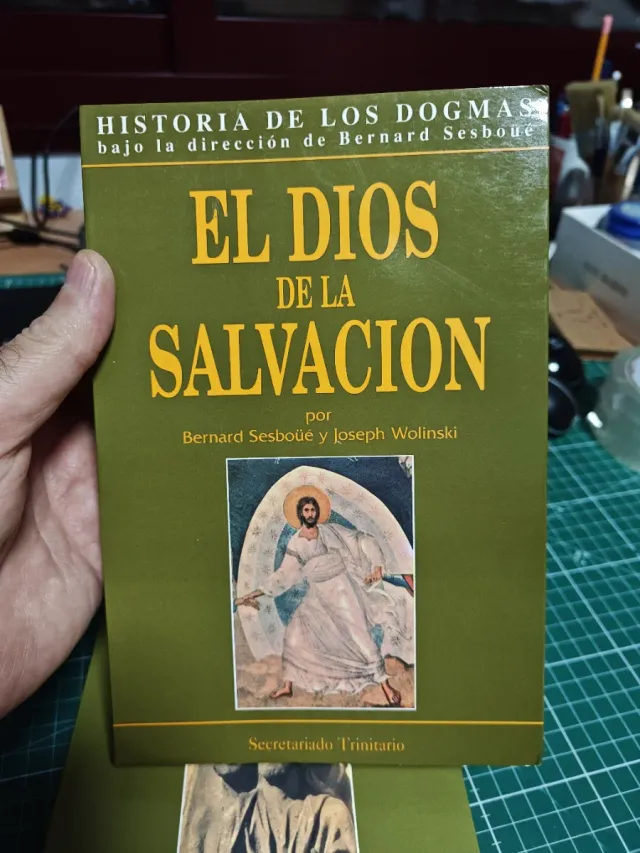 HISTORIA DE LOS DOGMAS
bajo la dirección de Bernard Sesboüé
EL DIOS
DE LA
SALVACION
por
Bernard Sesboüé y Joseph Wolinski
Secretariado Trinitario